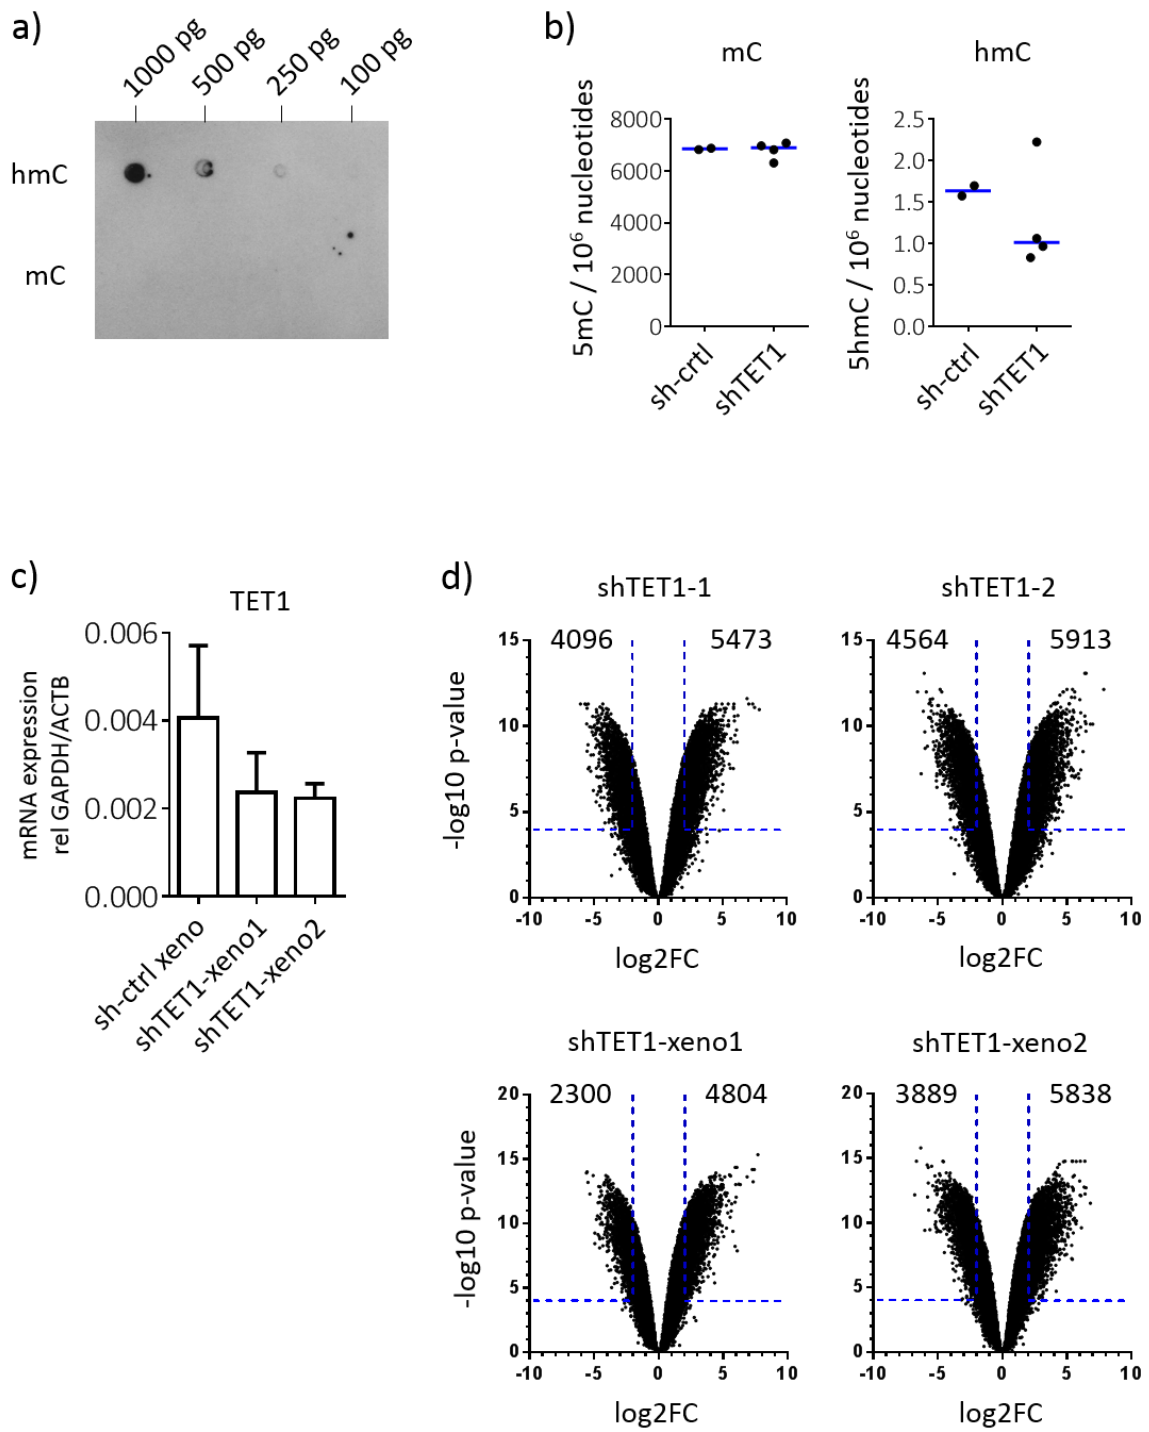 a)
1000 pg
500 pg
250 pg
100 pg
hmC
mC
b)
mC
5mC / 10⁶ nucleotides
8000
6000
4000
2000
0
sh-crtl
shTET1
hmC
5hmC / 10⁶ nucleotides
2.5
2.0
1.5
1.0
0.5
0.0
sh-ctrl
shTET1
c)
TET1
mRNA expression
rel GAPDH/ACTB
0.006
0.004
0.002
0.000
sh-ctrl xeno
shTET1-xeno1
shTET1-xeno2
d)
shTET1-1
4096
5473
-log10 p-value
15
10
5
0
-10 -5 0 5 10
log2FC
shTET1-2
4564
5913
15
10
5
0
-10 -5 0 5 10
log2FC
shTET1-xeno1
2300
4804
-log10 p-value
20
15
10
5
0
-10 -5 0 5 10
log2FC
shTET1-xeno2
3889
5838
20
15
10
5
0
-10 -5 0 5 10
log2FC